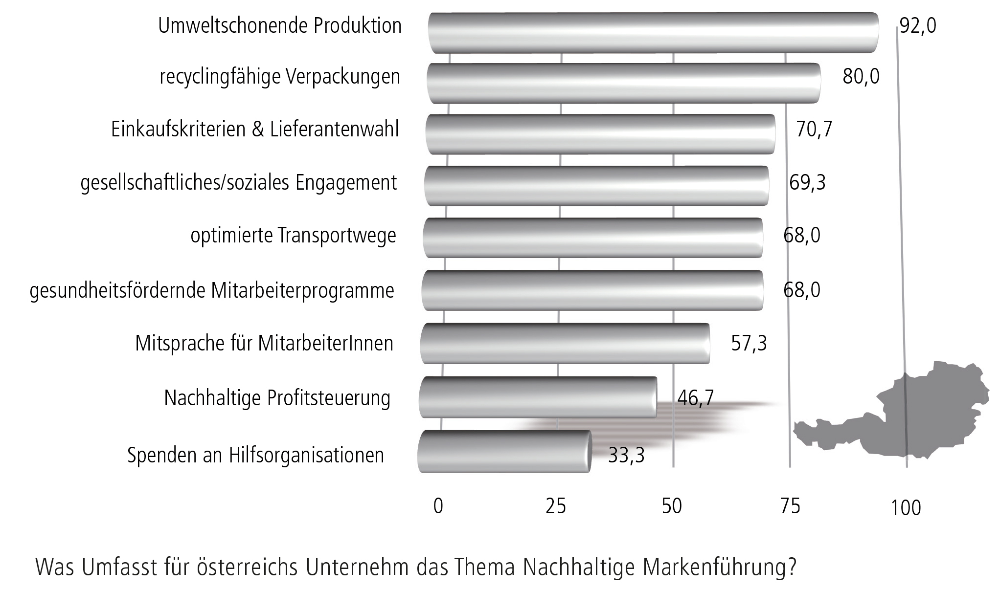 Umweltschonende Produktion 92,0
recyclingfähige Verpackungen 80,0
Einkaufskriterien & Lieferantenwahl 70,7
gesellschaftliches/soziales Engagement 69,3
optimierte Transportwege 68,0
gesundheitsfördernde Mitarbeiterprogramme 68,0
Mitsprache für MitarbeiterInnen 57,3
Nachhaltige Profitsteuerung 46,7
Spenden an Hilfsorganisationen 33,3
0 25 50 75 100
Was Umfasst für österreichs Unternehm das Thema Nachhaltige Markenführung?